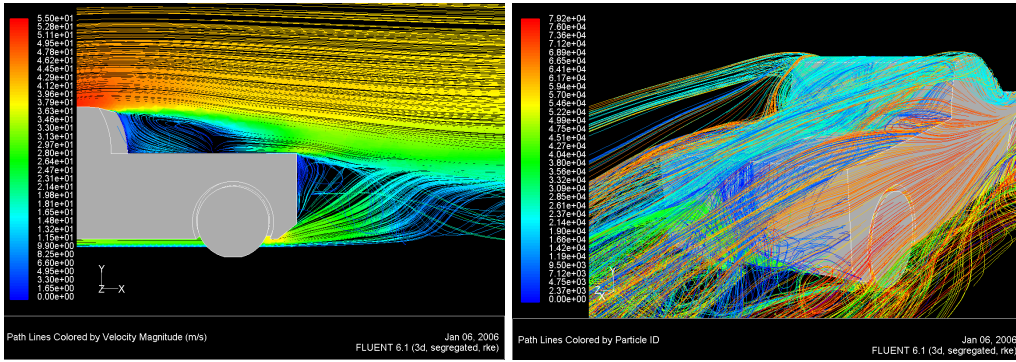 5.50e+01
5.28e+01
5.11e+01
4.95e+01
4.78e+01
4.62e+01
4.45e+01
4.29e+01
4.12e+01
3.96e+01
3.79e+01
3.63e+01
3.46e+01
3.30e+01
3.13e+01
2.97e+01
2.80e+01
2.64e+01
2.47e+01
2.31e+01
2.14e+01
1.98e+01
1.81e+01
1.65e+01
1.48e+01
1.32e+01
1.15e+01
9.90e+00
8.25e+00
6.60e+00
4.95e+00
3.30e+00
1.65e+00
0.00e+00
Y
Z X
Path Lines Colored by Velocity Magnitude (m/s)
Jan 06, 2006
FLUENT 6.1 (3d, segregated, rke)
7.92e+04
7.60e+04
7.36e+04
7.12e+04
6.89e+04
6.65e+04
6.41e+04
6.17e+04
5.94e+04
5.70e+04
5.46e+04
5.22e+04
4.99e+04
4.75e+04
4.51e+04
4.27e+04
4.04e+04
3.80e+04
3.56e+04
3.32e+04
3.09e+04
2.85e+04
2.61e+04
2.37e+04
2.14e+04
1.90e+04
1.66e+04
1.42e+04
1.19e+04
9.50e+03
7.12e+03
4.75e+03
2.37e+03
0.00e+00
Y
Z X
Path Lines Colored by Particle ID
Jan 06, 2006
FLUENT 6.1 (3d, segregated, rke)